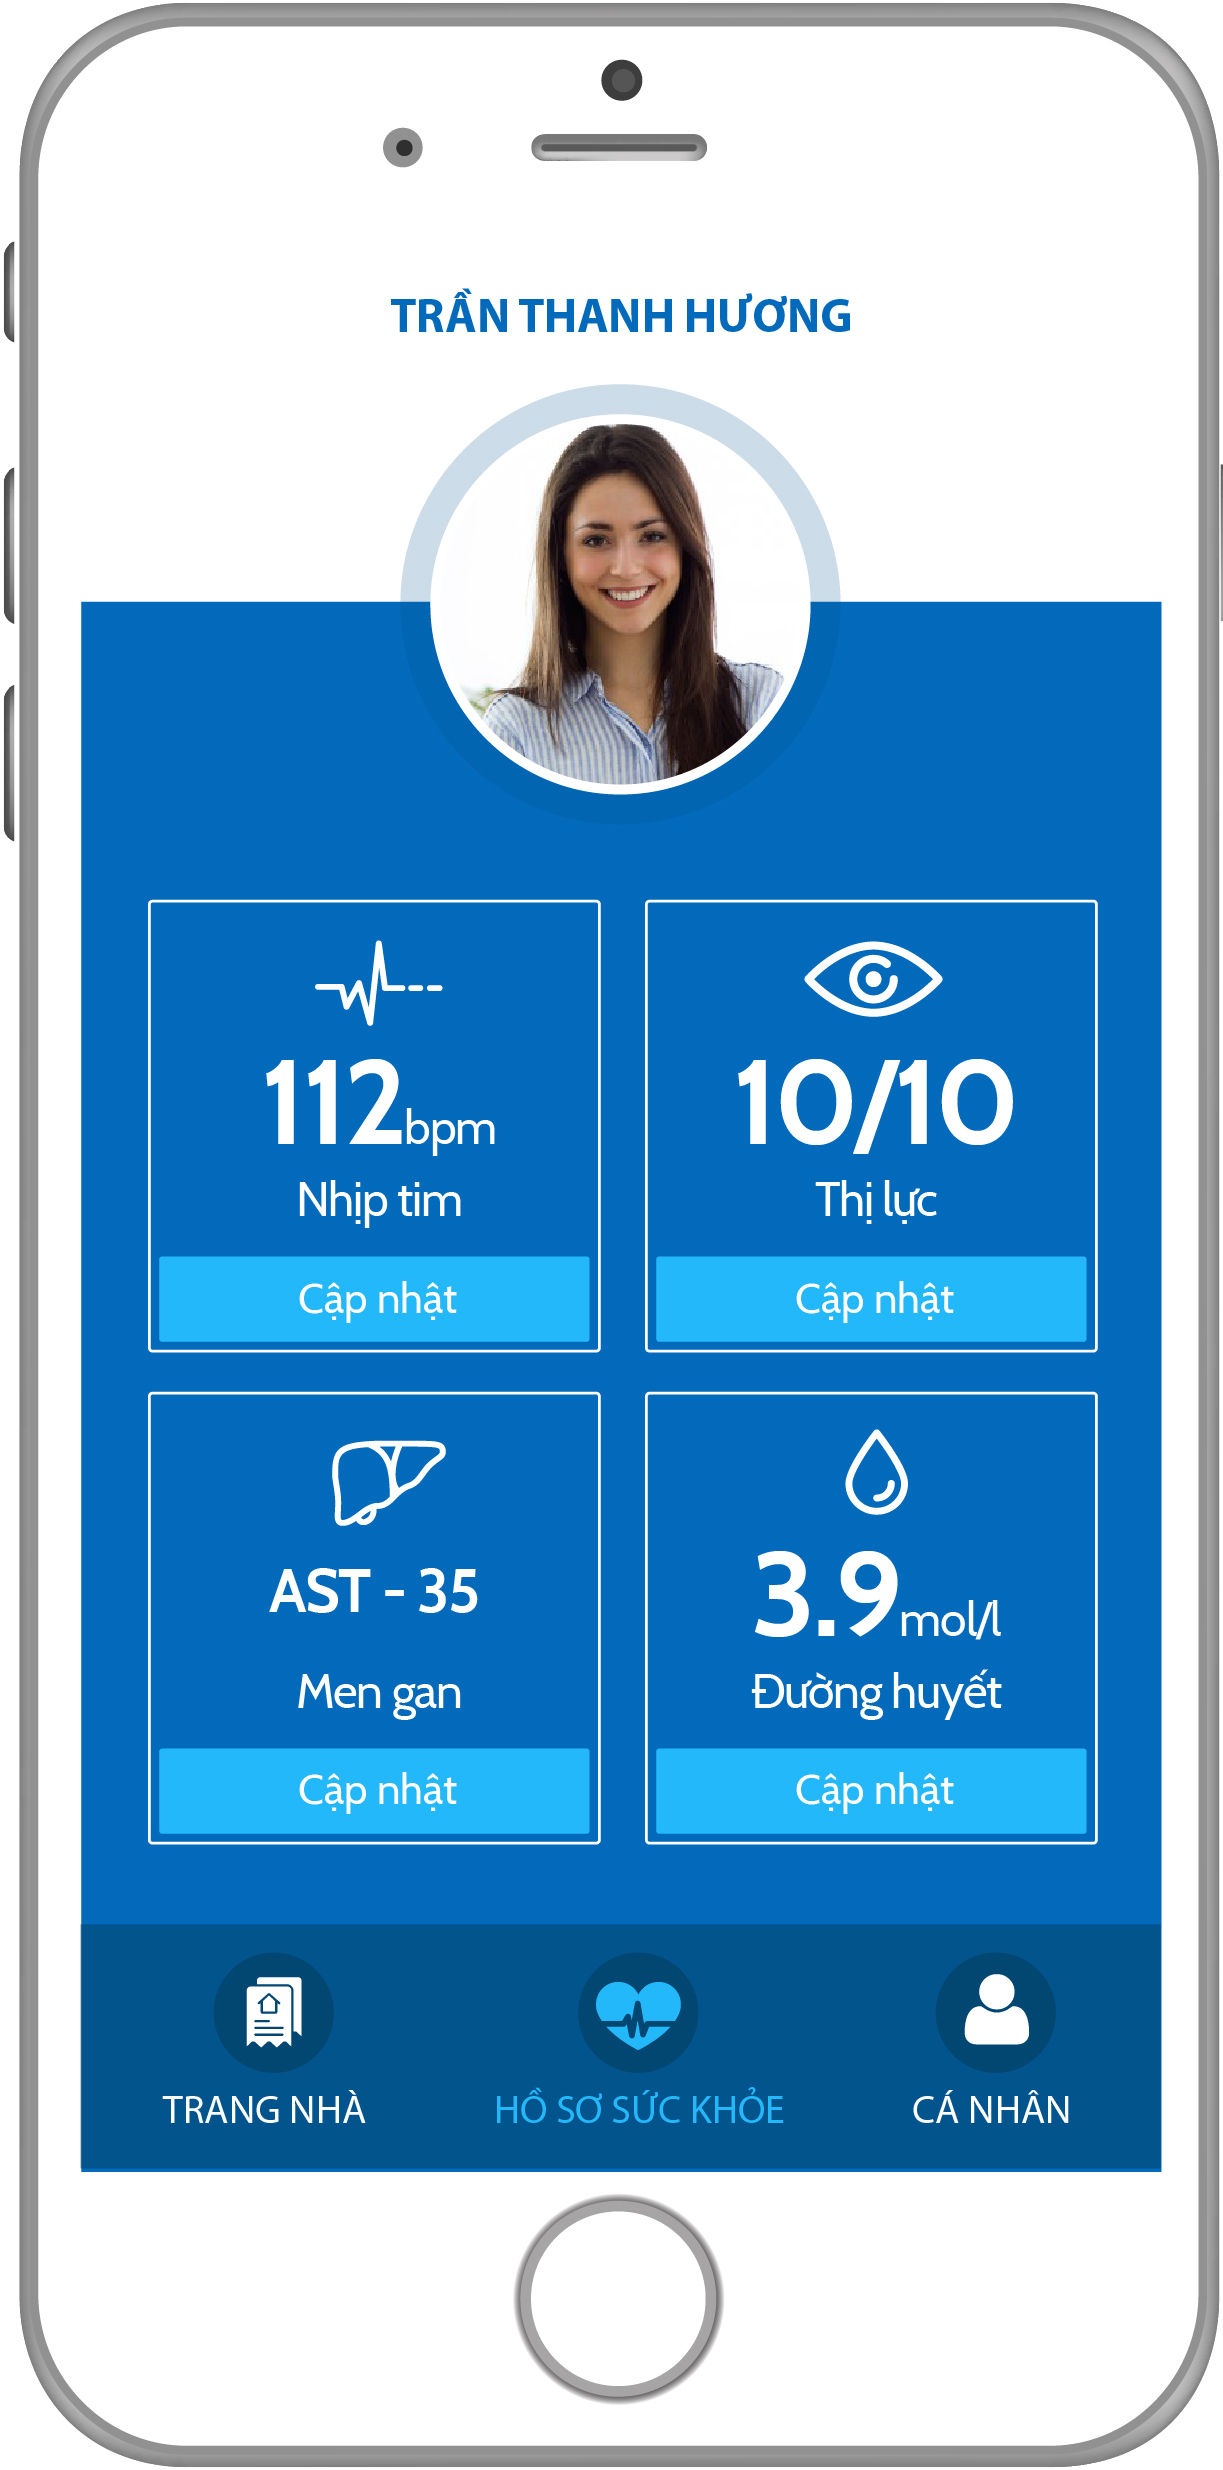 TRẦN THANH HƯƠNG
112bpm
Nhịp tim
Cập nhật
10/10
Thị lực
Cập nhật
AST - 35
Men gan
Cập nhật
3.9mol/l
Đường huyết
Cập nhật
TRANG NHÀ
HỒ SƠ SỨC KHỎE
CÁ NHÂN